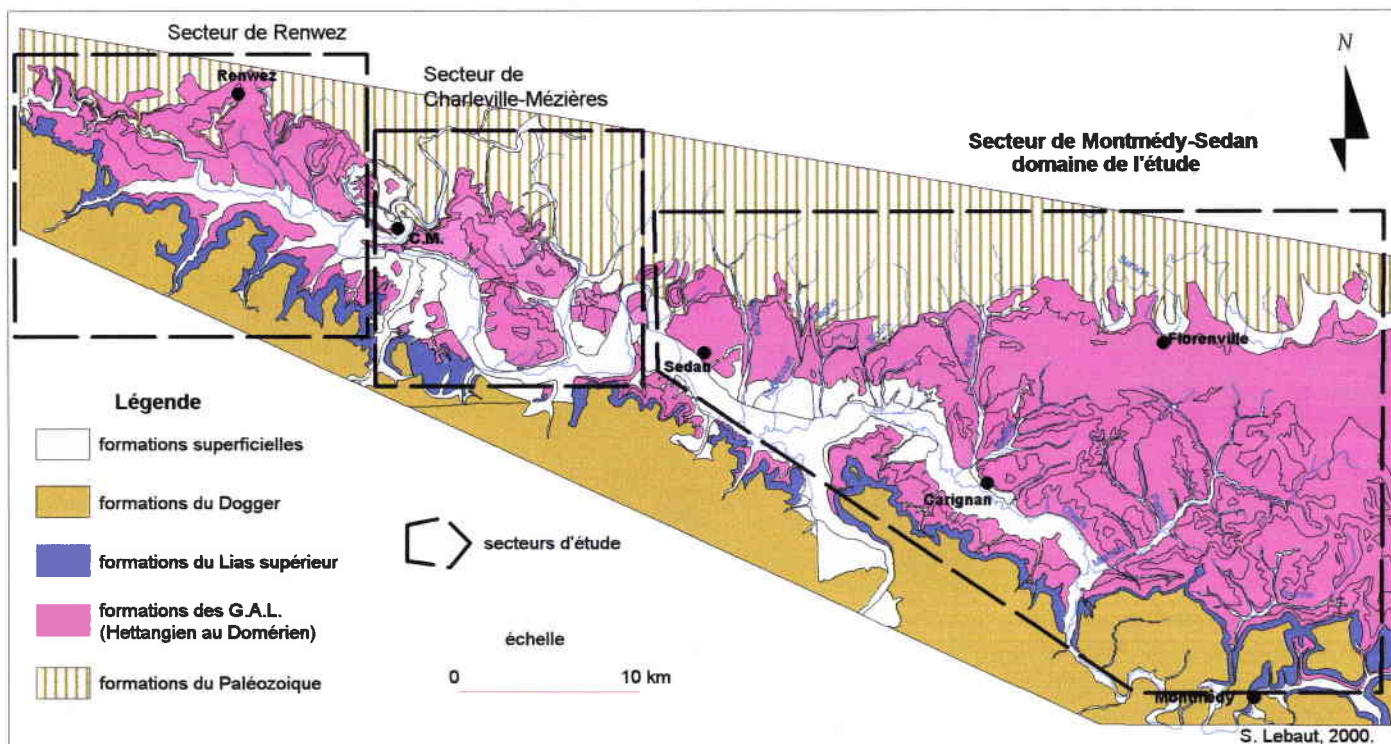 Secteur de Renwez
Renwez
Secteur de
Charleville-Mézières
N
Secteur de Montmédy-Sedan
domaine de l'étude
C.M.
Sedan
Florenville
Carignan
Montmédy
Légende
formations superficielles
formations du Dogger
formations du Lias supérieur
formations des G.A.L.
(Hettangien au Domérien)
formations du Paléozoique
secteurs d'étude
échelle
0 10 km
S. Lebaut, 2000.